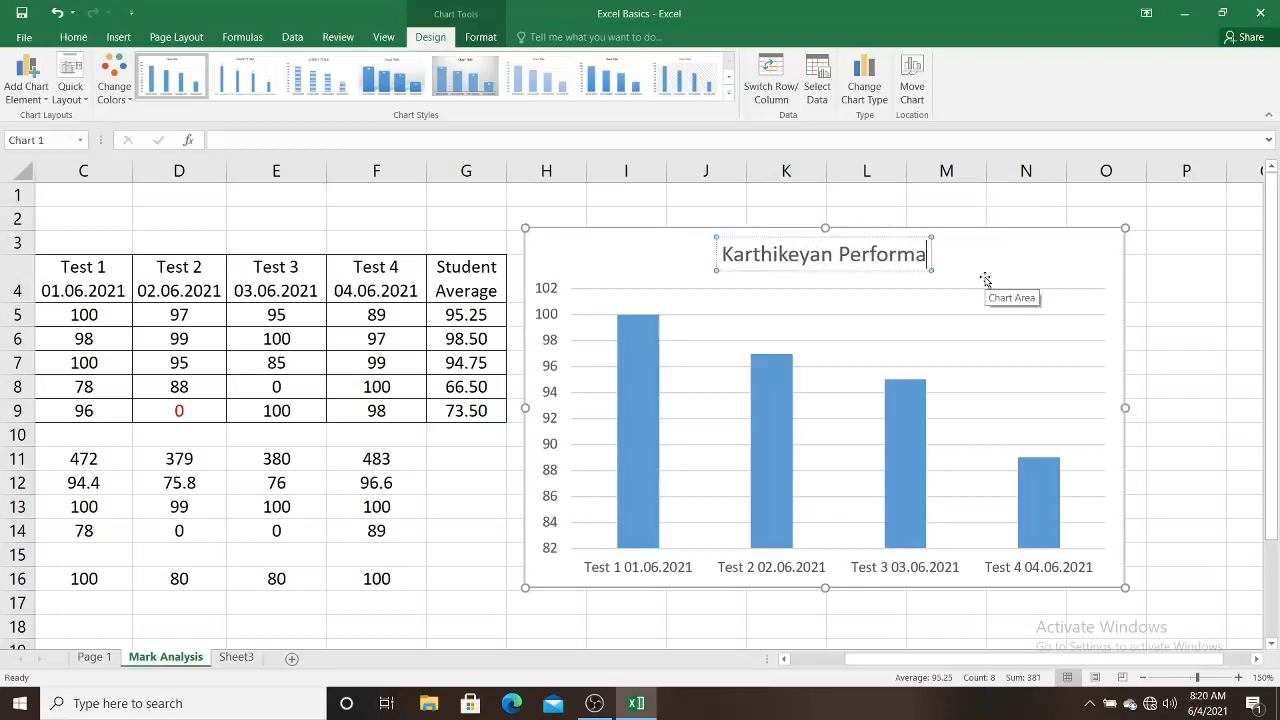 Chart Tools
Excel Basics - Excel
File Home Insert Page Layout Formulas Data Review View Design Format Tell me what you want to do... Share
Add Chart Element Quick Layout Change Colors Switch Row/ Column Select Data Change Chart Type Move Chart
Chart Layouts Chart Styles Data Type Location
Chart 1 fx
C D E F G H I J K L M N O P
1
2
3
Test 1 Test 2 Test 3 Test 4 Student
4 01.06.2021 02.06.2021 03.06.2021 04.06.2021 Average
5 100 97 95 89 95.25
6 98 99 100 97 98.50
7 100 95 85 99 94.75
8 78 88 0 100 66.50
9 96 0 100 98 73.50
10
11 472 379 380 483
12 94.4 75.8 76 96.6
13 100 99 100 100
14 78 0 0 89
15
16 100 80 80 100
17
18
Karthikeyan Performa
Chart Area
102
100
98
96
94
92
90
88
86
84
82
Test 1 01.06.2021 Test 2 02.06.2021 Test 3 03.06.2021 Test 4 04.06.2021
Activate Windows
Go to Settings to activate Windows
Page 1 Mark Analysis Sheet3
Ready Average: 95.25 Count: 8 Sum: 381 150%
Type here to search
8:20 AM
6/4/2021